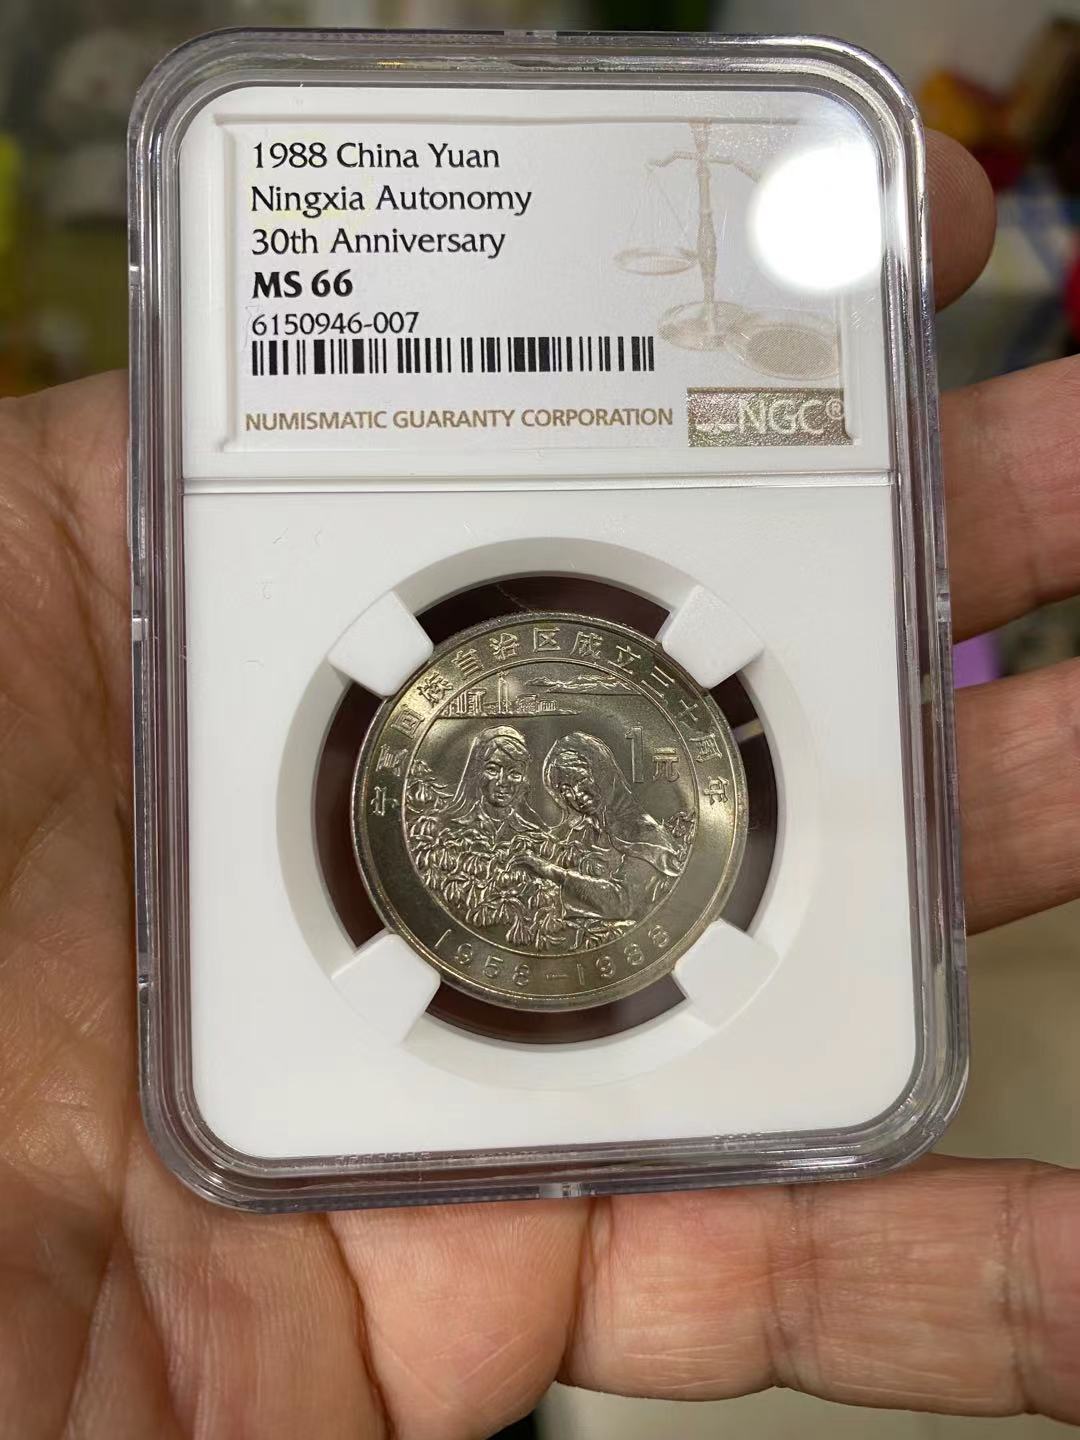 1988 China Yuan
Ningxia Autonomy
30th Anniversary
MS 66
6150946-007
NUMISMATIC GUARANTY CORPORATION
NGC®
宁夏回族自治区成立三十周年
1元
1958-1988